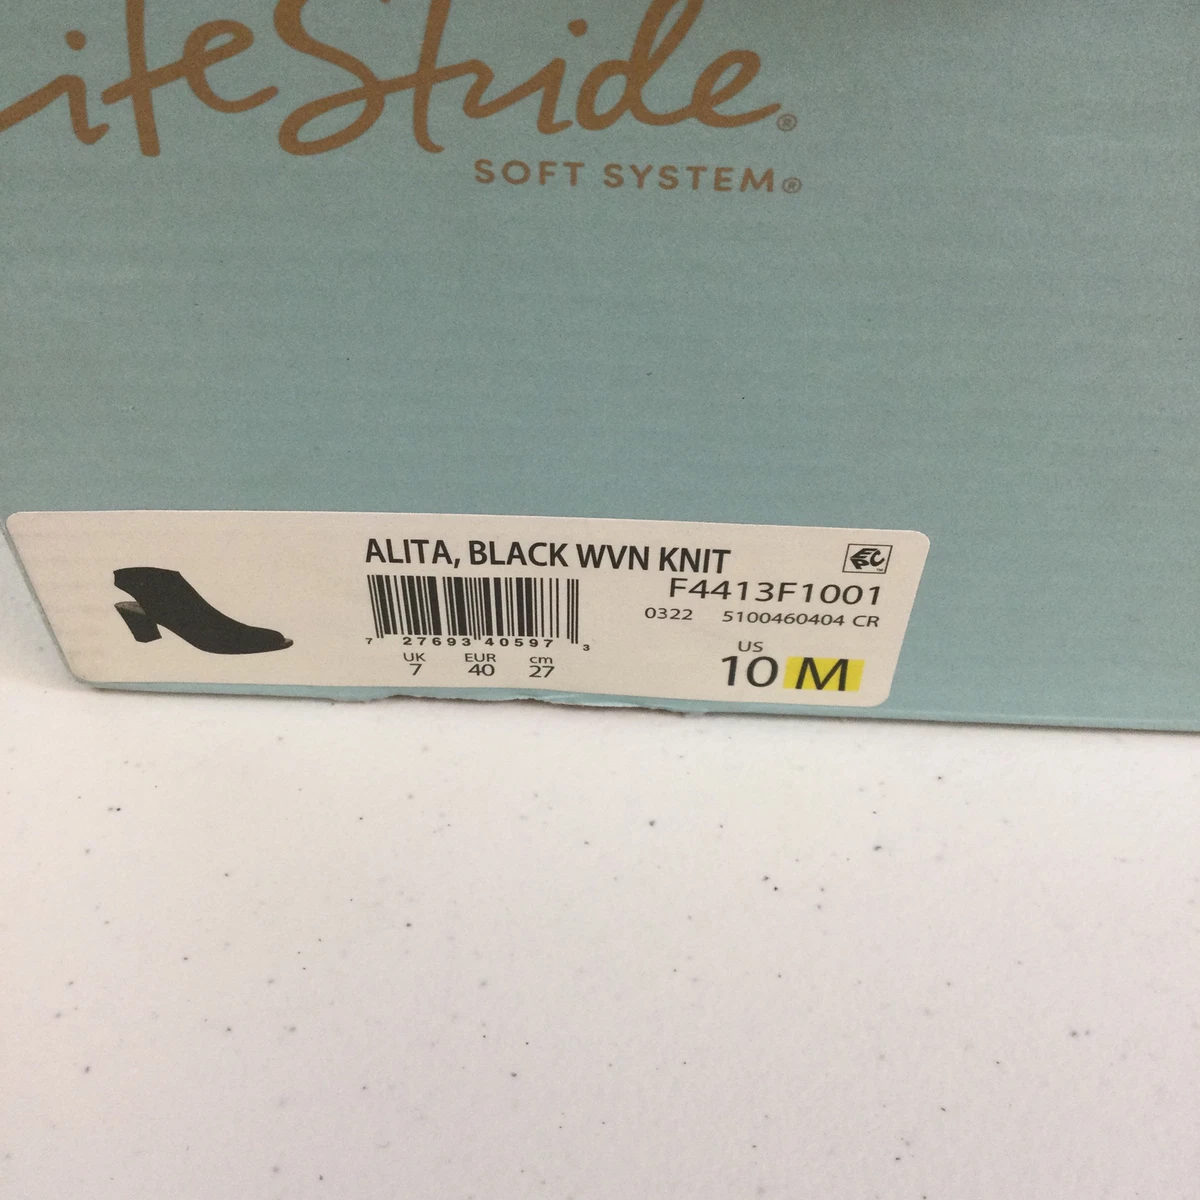 LifeStride®
SOFT SYSTEM®
ALITA, BLACK WVN KNIT
F4413F1001
0322 5100460404 CR
7 27693 40597 3
UK EUR cm
7 40 27
US
10 M